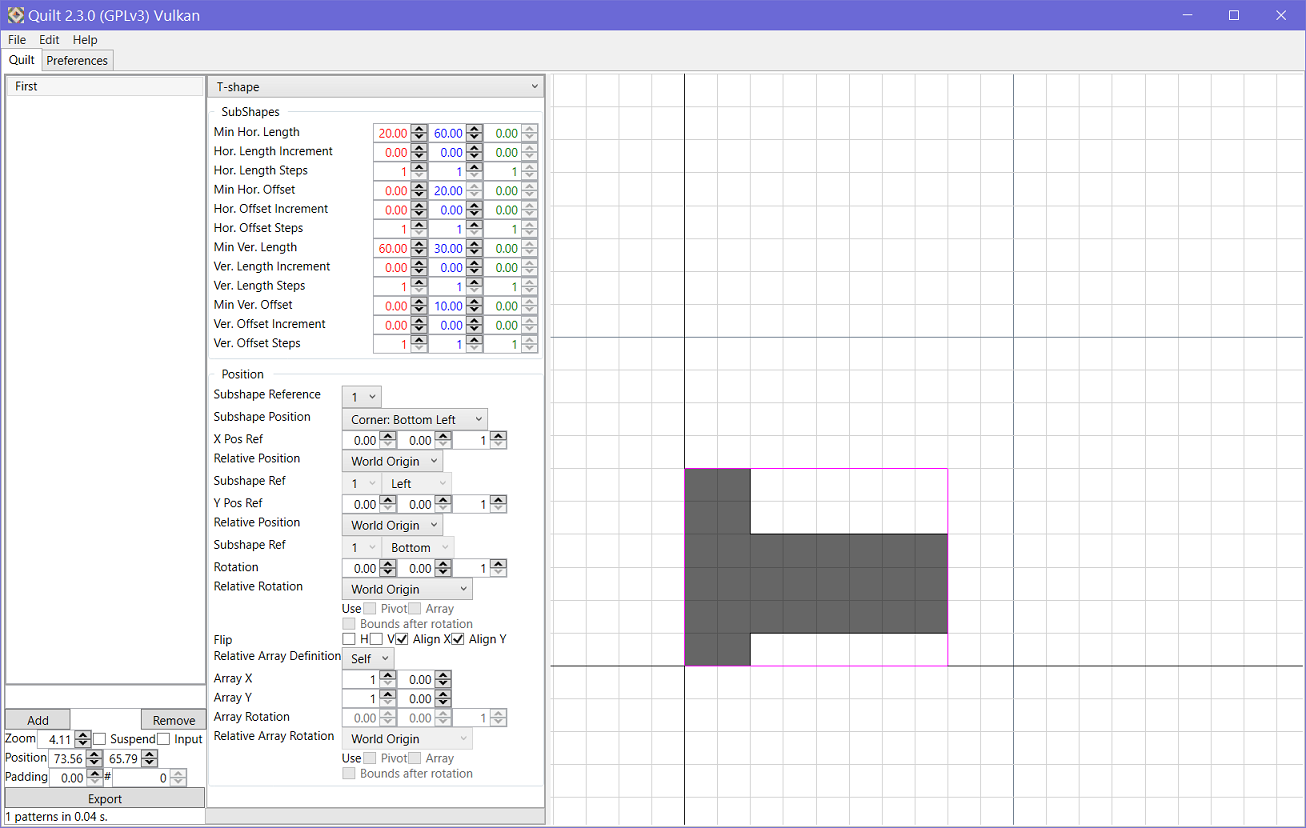 Quilt 2.3.0 (GPLv3) Vulkan
File Edit Help
Quilt Preferences
First
T-shape
SubShapes
Min Hor. Length 20.00 60.00 0.00
Hor. Length Increment 0.00 0.00 0.00
Hor. Length Steps 1 1 1
Min Hor. Offset 0.00 20.00 0.00
Hor. Offset Increment 0.00 0.00 0.00
Hor. Offset Steps 1 1 1
Min Ver. Length 60.00 30.00 0.00
Ver. Length Increment 0.00 0.00 0.00
Ver. Length Steps 1 1 1
Min Ver. Offset 0.00 10.00 0.00
Ver. Offset Increment 0.00 0.00 0.00
Ver. Offset Steps 1 1 1
Position
Subshape Reference 1
Subshape Position Corner: Bottom Left
X Pos Ref 0.00 0.00 1
Relative Position World Origin
Subshape Ref 1 Left
Y Pos Ref 0.00 0.00 1
Relative Position World Origin
Subshape Ref 1 Bottom
Rotation 0.00 0.00 1
Relative Rotation World Origin
Use Pivot Array
Bounds after rotation
Flip H V Align X Align Y
Relative Array Definition Self
Array X 1 0.00
Array Y 1 0.00
Array Rotation 0.00 0.00 1
Relative Array Rotation World Origin
Use Pivot Array
Bounds after rotation
Add Remove
Zoom 4.11 Suspend Input
Position 73.56 65.79
Padding 0.00 # 0
Export
1 patterns in 0.04 s.